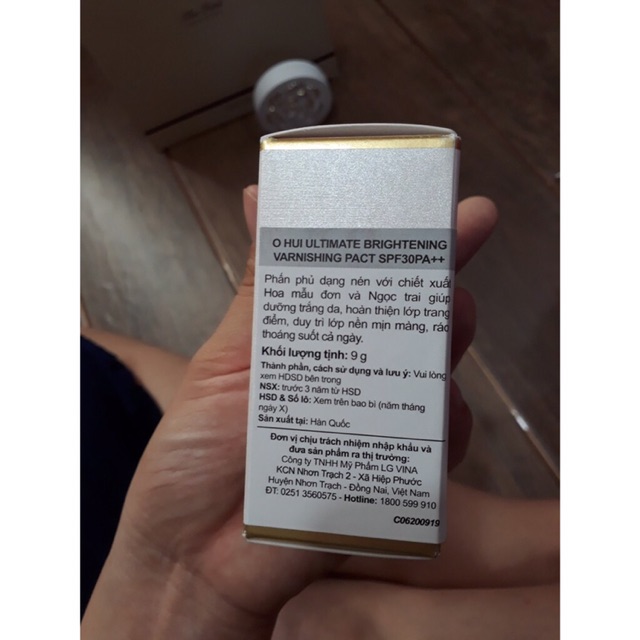 O HUI ULTIMATE BRIGHTENING
VARNISHING PACT SPF30PA++
Phấn phủ dạng nén với chiết xuất
Hoa mẫu đơn và Ngọc trai giúp
dưỡng trắng da, hoàn thiện lớp trang
điểm, duy trì lớp nền mịn màng, ráo
thoáng suốt cả ngày.
Khối lượng tịnh: 9 g
Thành phần, cách sử dụng và lưu ý: Vui lòng
xem HDSD bên trong
NSX: trước 3 năm từ HSD
HSD & Số lô: Xem trên bao bì (năm tháng
ngày X)
Sản xuất tại: Hàn Quốc
Đơn vị chịu trách nhiệm nhập khẩu và
đưa sản phẩm ra thị trường:
Công ty TNHH Mỹ Phẩm LG VINA
KCN Nhơn Trạch 2 - Xã Hiệp Phước
Huyện Nhơn Trạch - Đồng Nai, Việt Nam
ĐT: 0251 3560575 - Hotline: 1800 599 910
C06200919